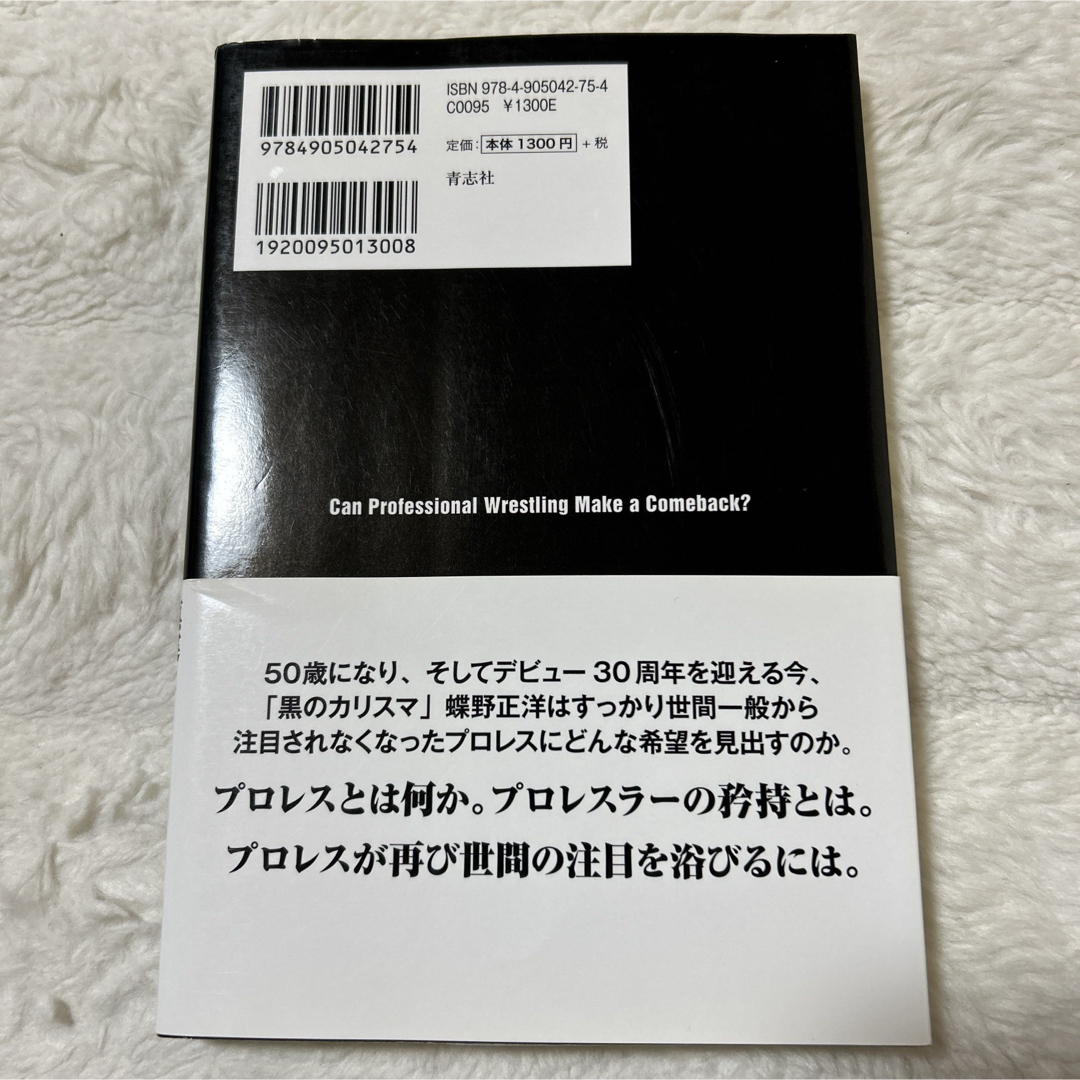 ISBN 978-4-905042-75-4
C0095 ¥1300E
9784905042754
定価：本体1300円+税
青志社
1920095013008
Can Professional Wrestling Make a Comeback?
50歳になり、そしてデビュー30周年を迎える今、
「黒のカリスマ」蝶野正洋はすっかり世間一般から
注目されなくなったプロレスにどんな希望を見出すのか。
プロレスとは何か。プロレスラーの矜持とは。
プロレスが再び世間の注目を浴びるには。